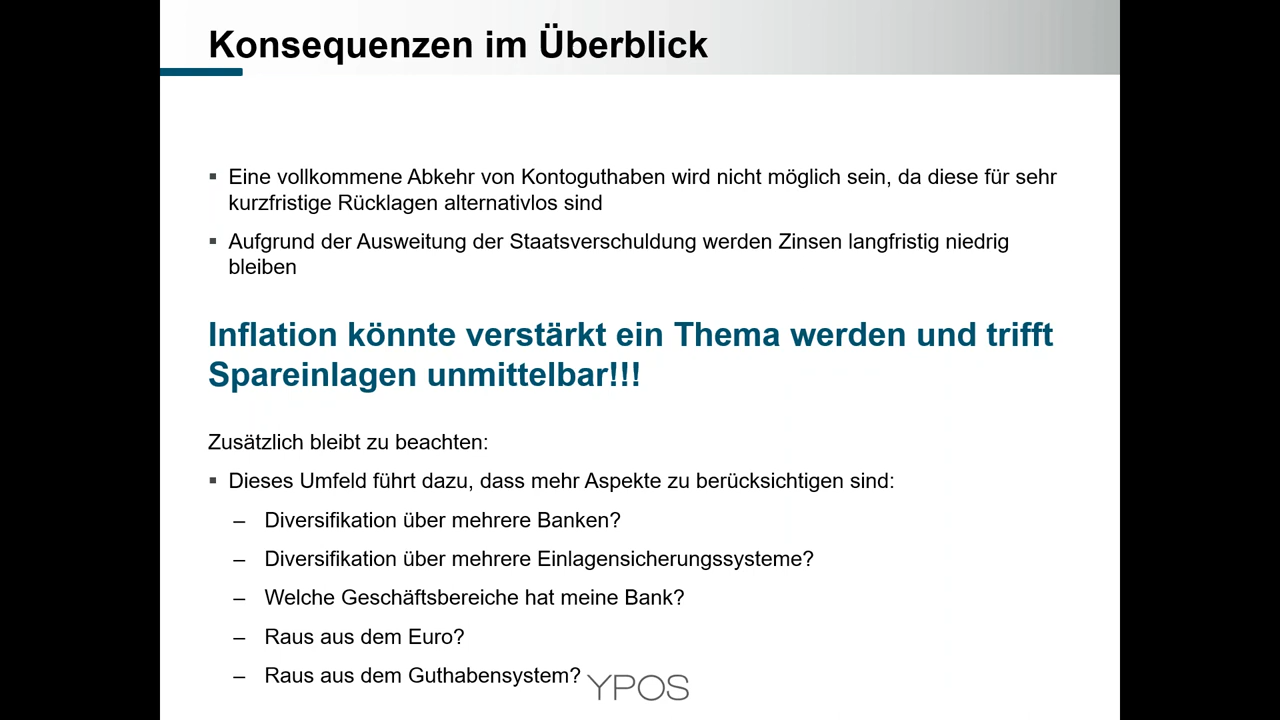 Konsequenzen im Überblick
▪ Eine vollkommene Abkehr von Kontoguthaben wird nicht möglich sein, da diese für sehr
kurzfristige Rücklagen alternativlos sind
▪ Aufgrund der Ausweitung der Staatsverschuldung werden Zinsen langfristig niedrig
bleiben
Inflation könnte verstärkt ein Thema werden und trifft
Spareinlagen unmittelbar!!!
Zusätzlich bleibt zu beachten:
▪ Dieses Umfeld führt dazu, dass mehr Aspekte zu berücksichtigen sind:
– Diversifikation über mehrere Banken?
– Diversifikation über mehrere Einlagensicherungssysteme?
– Welche Geschäftsbereiche hat meine Bank?
– Raus aus dem Euro?
– Raus aus dem Guthabensystem?
YPOS